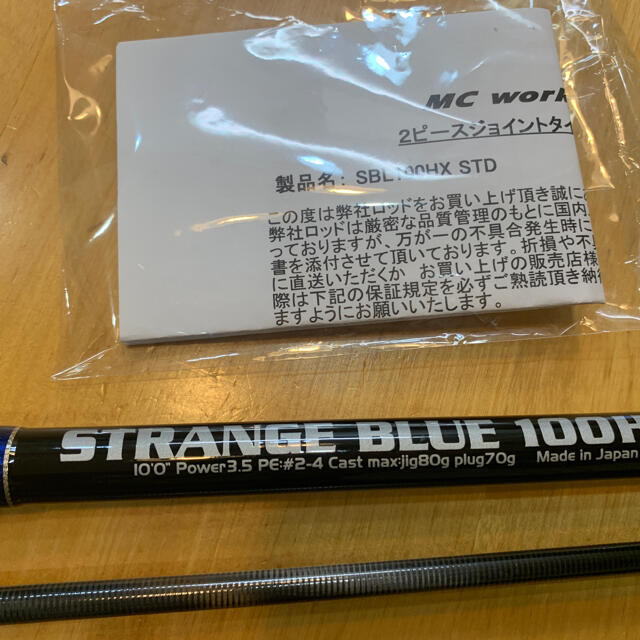 MC work
2ピースジョイントタイ
製品名: SBL100HX STD
この度は弊社ロッドをお買い上げ頂き誠に
弊社ロッドは厳密な品質管理のもとに国内
っておりますが、万が一の不具合発生時に
書を添付させて頂いております。折損や不
に直送いただくか お買い上げの販売店様
際は下記の保証規定を必ずご熟読頂き納得
ますようにお願いいたします。
STRANGE BLUE 100H
10'0" Power3.5 PE:#2-4 Cast max:jig80g plug70g Made in Japan